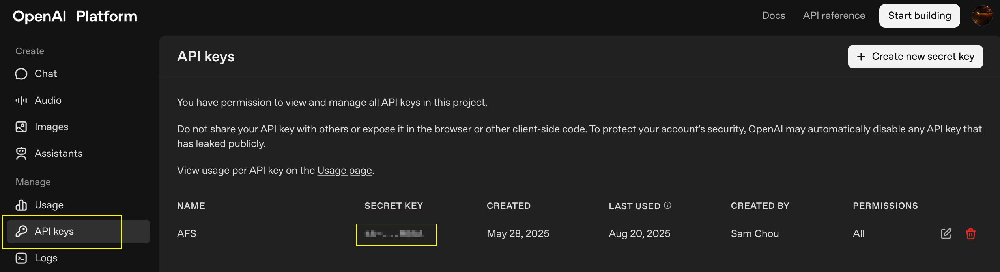 OpenAI Platform
Docs
API reference
Start building
Create
Chat
Audio
Images
Assistants
Manage
Usage
API keys
Logs
API keys
+ Create new secret key
You have permission to view and manage all API keys in this project.
Do not share your API key with others or expose it in the browser or other client-side code. To protect your account's security, OpenAI may automatically disable any API key that
has leaked publicly.
View usage per API key on the Usage page.
NAME SECRET KEY CREATED LAST USED CREATED BY PERMISSIONS
AFS May 28, 2025 Aug 20, 2025 Sam Chou All